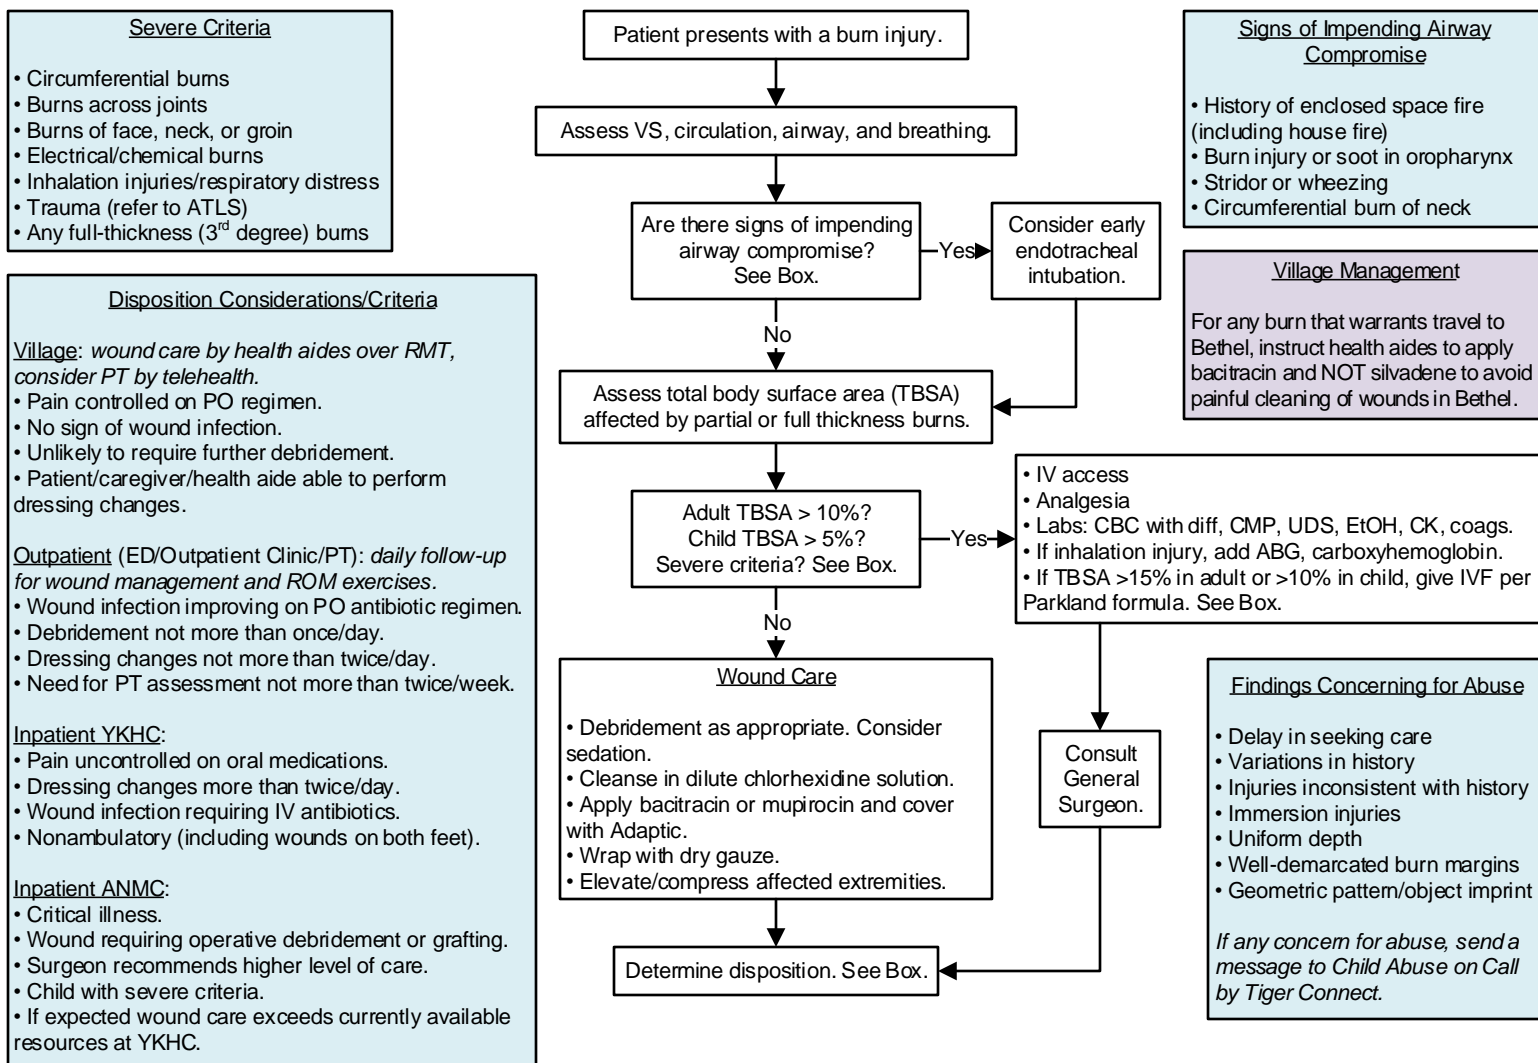 Severe Criteria
• Circumferential burns
• Burns across joints
• Burns of face, neck, or groin
• Electrical/chemical burns
• Inhalation injuries/respiratory distress
• Trauma (refer to ATLS)
• Any full-thickness (3rd degree) burns
Disposition Considerations/Criteria
Village: wound care by health aides over RMT,
consider PT by telehealth.
• Pain controlled on PO regimen.
• No sign of wound infection.
• Unlikely to require further debridement.
• Patient/caregiver/health aide able to perform
dressing changes.
Outpatient (ED/Outpatient Clinic/PT): daily follow-up
for wound management and ROM exercises.
• Wound infection improving on PO antibiotic regimen.
• Debridement not more than once/day.
• Dressing changes not more than twice/day.
• Need for PT assessment not more than twice/week.
Inpatient YKHC:
• Pain uncontrolled on oral medications.
• Dressing changes more than twice/day.
• Wound infection requiring IV antibiotics.
• Nonambulatory (including wounds on both feet).
Inpatient ANMC:
• Critical illness.
• Wound requiring operative debridement or grafting.
• Surgeon recommends higher level of care.
• Child with severe criteria.
• If expected wound care exceeds currently available
resources at YKHC.
Patient presents with a burn injury.
Assess VS, circulation, airway, and breathing.
Are there signs of impending
airway compromise?
See Box.
Yes
Consider early
endotracheal
intubation.
No
Assess total body surface area (TBSA)
affected by partial or full thickness burns.
Adult TBSA > 10%?
Child TBSA > 5%?
Severe criteria? See Box.
Yes
• IV access
• Analgesia
• Labs: CBC with diff, CMP, UDS, EtOH, CK, coags.
• If inhalation injury, add ABG, carboxyhemoglobin.
• If TBSA >15% in adult or >10% in child, give IVF per
Parkland formula. See Box.
No
Wound Care
• Debridement as appropriate. Consider
sedation.
• Cleanse in dilute chlorhexidine solution.
• Apply bacitracin or mupirocin and cover
with Adaptic.
• Wrap with dry gauze.
• Elevate/compress affected extremities.
Consult
General
Surgeon.
Determine disposition. See Box.
Signs of Impending Airway
Compromise
• History of enclosed space fire
(including house fire)
• Burn injury or soot in oropharynx
• Stridor or wheezing
• Circumferential burn of neck
Village Management
For any burn that warrants travel to
Bethel, instruct health aides to apply
bacitracin and NOT silvadene to avoid
painful cleaning of wounds in Bethel.
Findings Concerning for Abuse
• Delay in seeking care
• Variations in history
• Injuries inconsistent with history
• Immersion injuries
• Uniform depth
• Well-demarcated burn margins
• Geometric pattern/object imprint
If any concern for abuse, send a
message to Child Abuse on Call
by Tiger Connect.